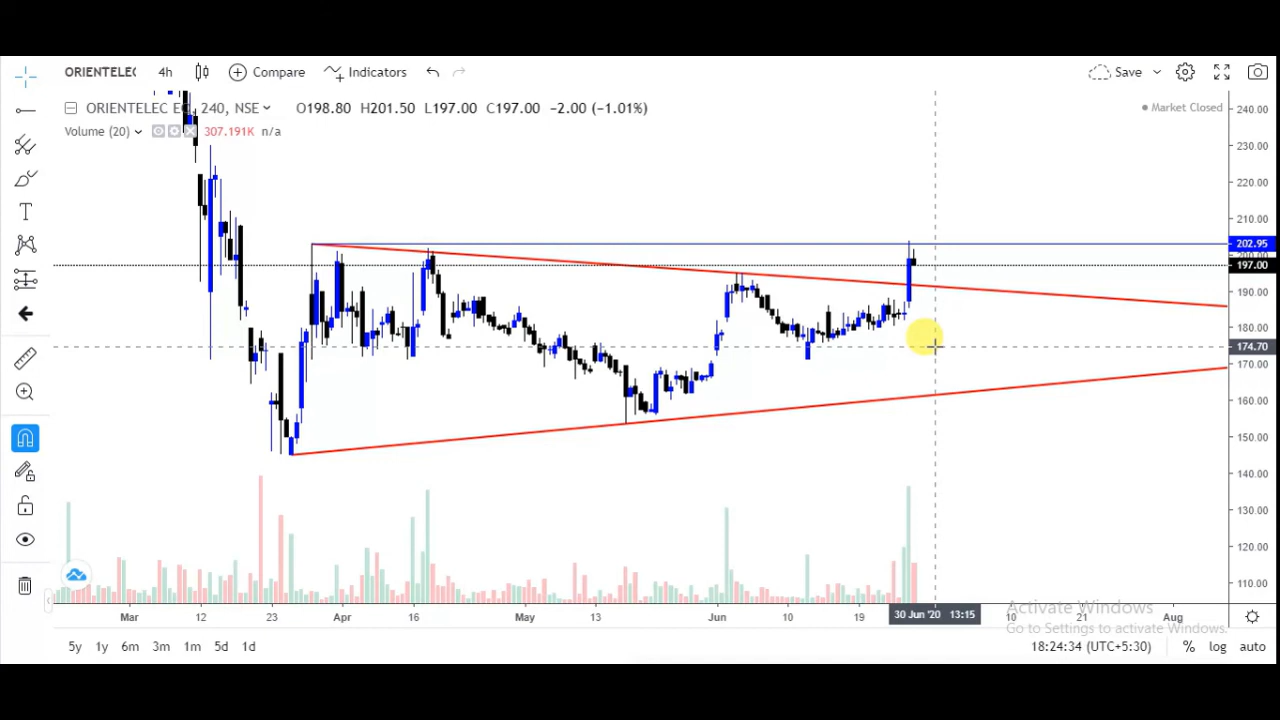 ORIENTELEC 4h Compare Indicators Save
ORIENTELEC EQ, 240, NSE O198.80 H201.50 L197.00 C197.00 −2.00 (−1.01%) Market Closed
Volume (20) 307.191K n/a
240.00
230.00
220.00
210.00
202.95
200.00
197.00
190.00
180.00
174.70
170.00
160.00
150.00
140.00
130.00
120.00
110.00
Mar 12 23 Apr 16 May 13 Jun 10 19 30 Jun '20 13:15 10 21 Aug
Activate Windows
Go to Settings to activate Windows.
5y 1y 6m 3m 1m 5d 1d 18:24:34 (UTC+5:30) % log auto